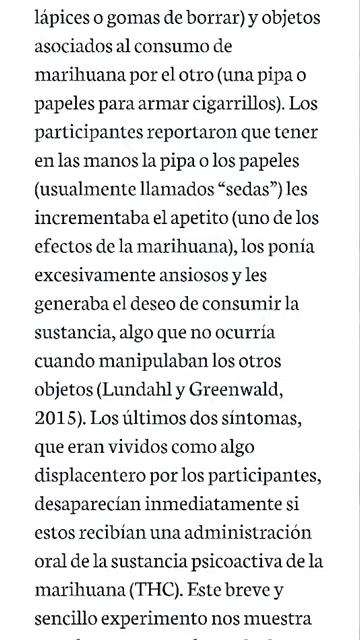 lápices o gomas de borrar) y objetos
asociados al consumo de
marihuana por el otro (una pipa o
papeles para armar cigarrillos). Los
participantes reportaron que tener
en las manos la pipa o los papeles
(usualmente llamados “sedas”) les
incrementaba el apetito (uno de los
efectos de la marihuana), los ponía
excesivamente ansiosos y les
generaba el deseo de consumir la
sustancia, algo que no ocurría
cuando manipulaban los otros
objetos (Lundahl y Greenwald,
2015). Los últimos dos síntomas,
que eran vividos como algo
displacentero por los participantes,
desaparecían inmediatamente si
estos recibían una administración
oral de la sustancia psicoactiva de la
marihuana (THC). Este breve y
sencillo experimento nos muestra